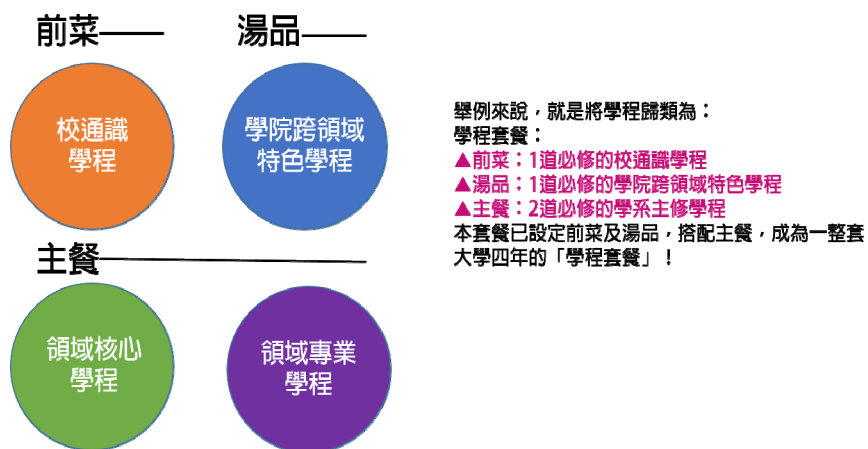 前菜
湯品
校通識
學程
學院跨領域
特色學程
主餐
領域核心
學程
領域專業
學程
舉例來說，就是將學程歸類為：
學程套餐：
▲前菜：1道必修的校通識學程
▲湯品：1道必修的學院跨領域特色學程
▲主餐：2道必修的學系主修學程
本套餐已設定前菜及湯品，搭配主餐，成為一整套
大學四年的「學程套餐」！